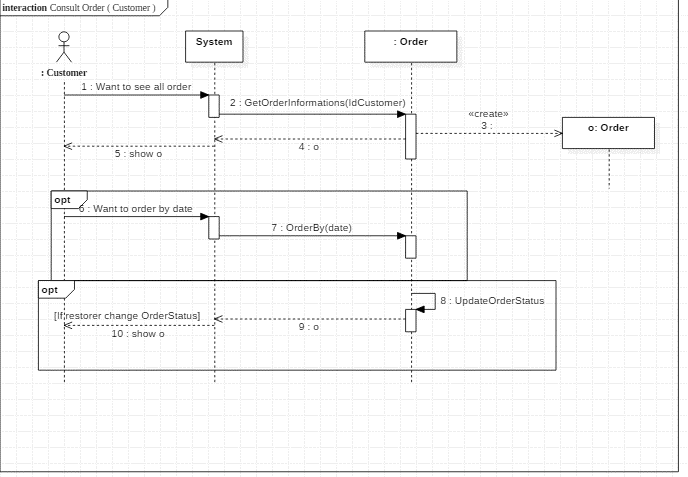 interaction Consult Order ( Customer )
System
: Order
: Customer
1 : Want to see all order
2 : GetOrderInformations(IdCustomer)
«create»
3 :
o: Order
4 : o
5 : show o
opt
6 : Want to order by date
7 : OrderBy(date)
opt
8 : UpdateOrderStatus
[If restorer change OrderStatus]
9 : o
10 : show o